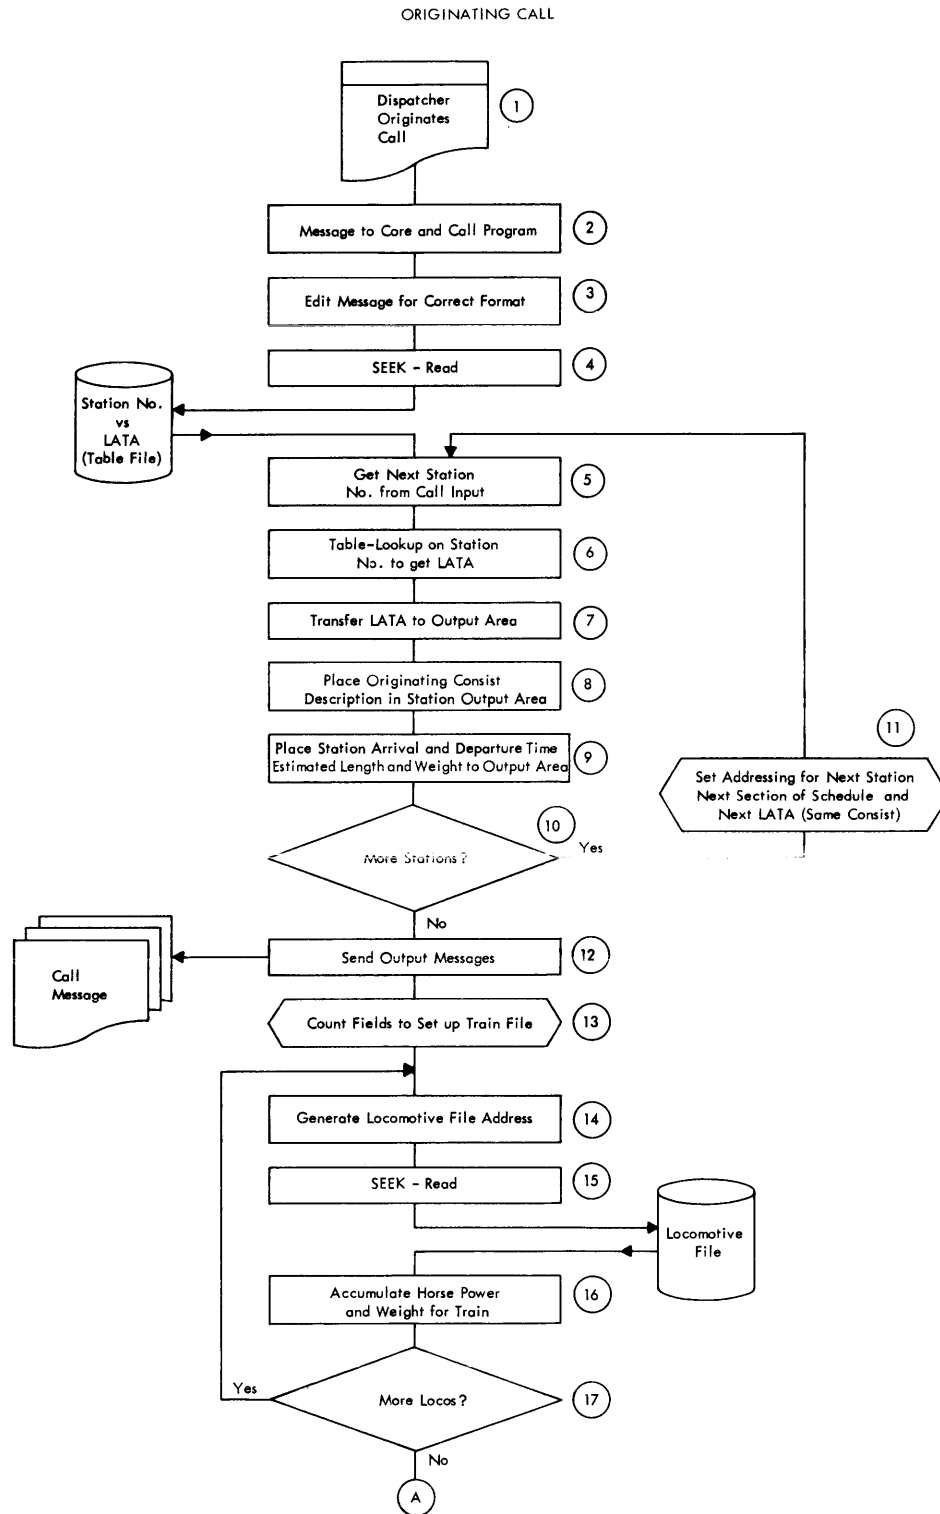 ORIGINATING CALL
Dispatcher
Originates
Call
1
Message to Core and Call Program
2
Edit Message for Correct Format
3
SEEK - Read
4
Station No.
vs
LATA
(Table File)
Get Next Station
No. from Call Input
5
Table-Lookup on Station
No. to get LATA
6
Transfer LATA to Output Area
7
Place Originating Consist
Description in Station Output Area
8
Place Station Arrival and Departure Time
Estimated Length and Weight to Output Area
9
11
Set Addressing for Next Station
Next Section of Schedule and
Next LATA (Same Consist)
10
More Stations?
Yes
No
Send Output Messages
12
Call
Message
Count Fields to Set up Train File
13
Generate Locomotive File Address
14
SEEK - Read
15
Locomotive
File
Accumulate Horse Power
and Weight for Train
16
Yes
More Locos?
17
No
A